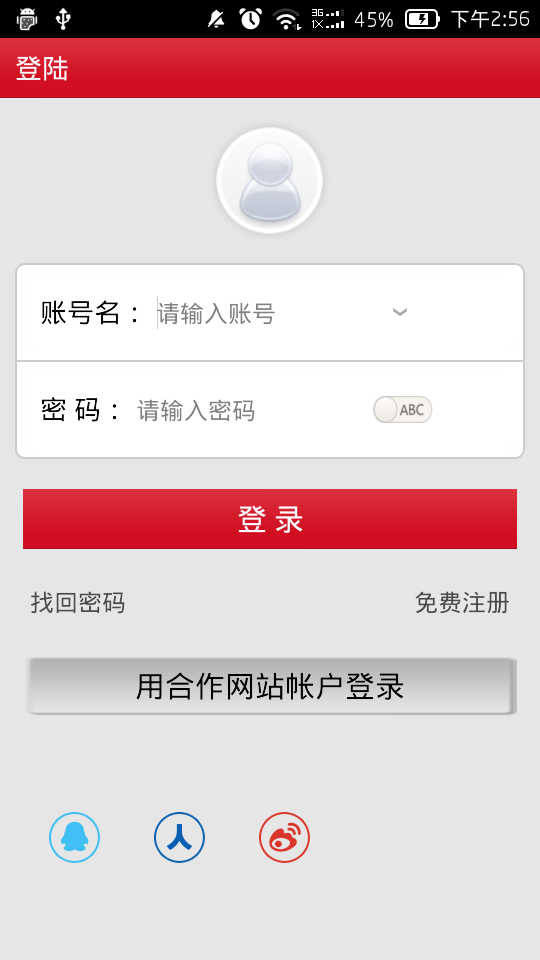 3G 1X 45% 下午2:56
登陆
账号名： 请输入账号
密 码： 请输入密码 ABC
登 录
找回密码 免费注册
用合作网站帐户登录